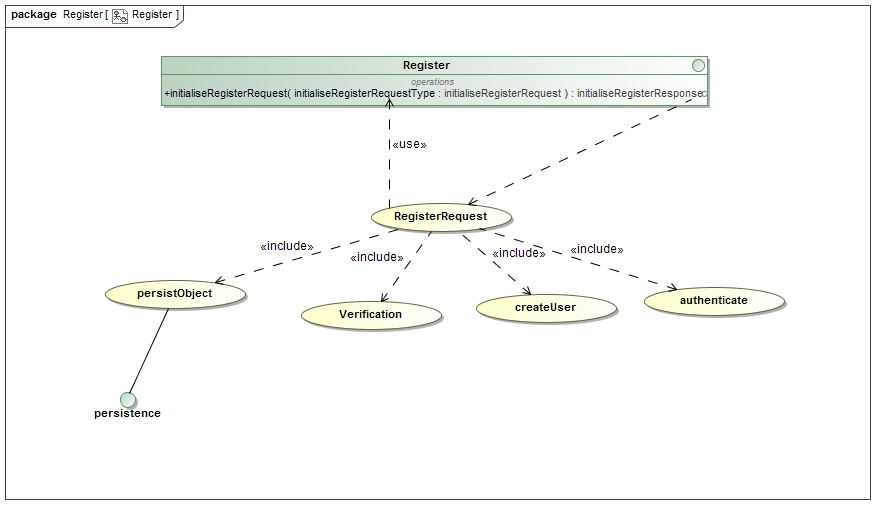 package Register [ Register ]
Register
operations
+initialiseRegisterRequest( initialiseRegisterRequestType : initialiseRegisterRequest ) : initialiseRegisterResponse
«use»
RegisterRequest
«include»
«include»
«include»
«include»
persistObject
Verification
createUser
authenticate
persistence